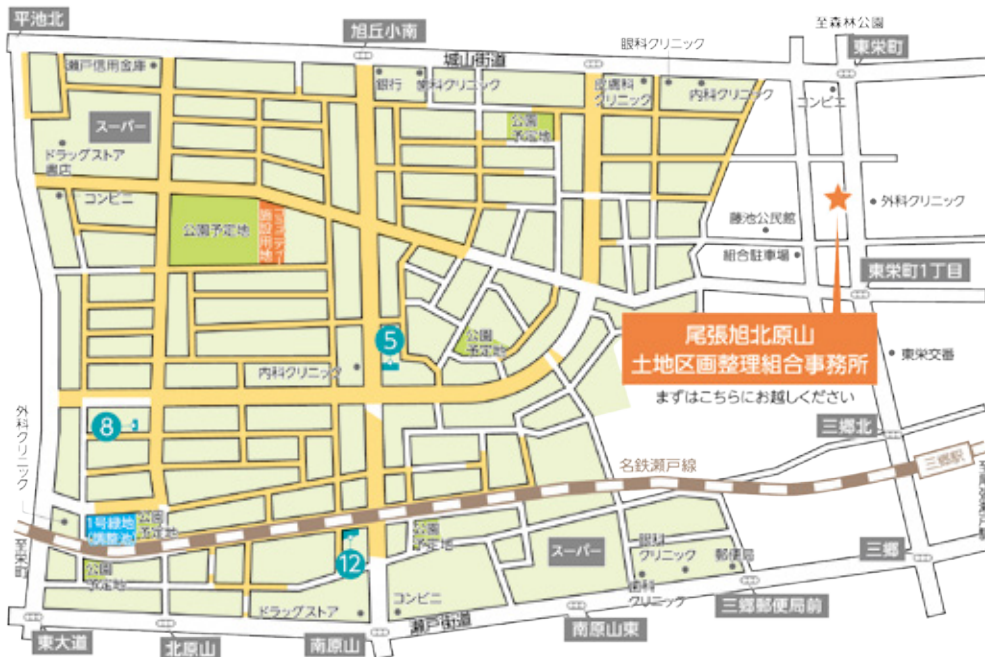 平池北
旭丘小南
至森林公園
眼科クリニック
東栄町
瀬戸信用金庫
城山街道
銀行
歯科クリニック
皮膚科
クリニック
内科クリニック
コンビニ
スーパー
公園
予定地
ドラッグストア
書店
コンビニ
公園予定地
施設用地
外科クリニック
藤池公民館
組合駐車場
東栄町1丁目
尾張旭北原山
土地区画整理組合事務所
まずはこちらにお越しください
5
公園
予定地
内科クリニック
東栄交番
外科クリニック
8
三郷北
名鉄瀬戸線
三郷駅
1号緑地
(調整池)
公園
予定地
至栄町
公園
予定地
公園
予定地
12
スーパー
眼科
クリニック
郵便局
三郷
歯科
クリニック
三郷郵便局前
ドラッグストア
コンビニ
瀬戸街道
東大道
北原山
南原山
南原山東